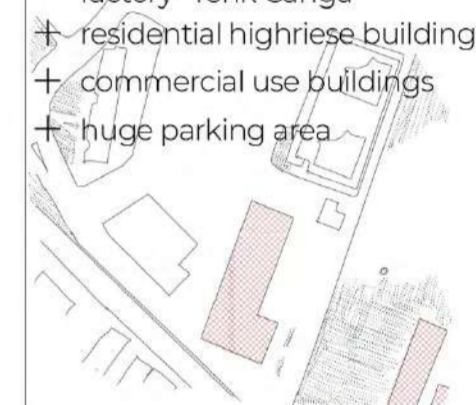 + residential highriese building
+ commercial use buildings
+ huge parking area